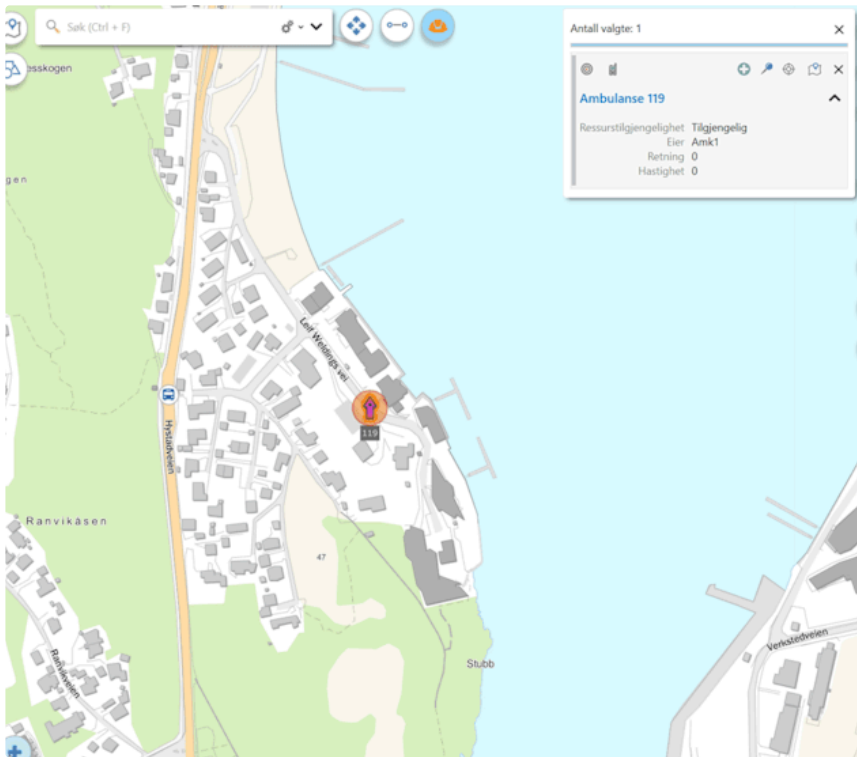 Søk (Ctrl + F)
Antall valgte: 1
Ambulanse 119
Ressurstilgjengelighet Tilgjengelig
Eier Amk1
Retning 0
Hastighet 0
esskogen
gen
Leif Weldings vei
119
Hystadveien
Ranvikåsen
47
Ranvikveien
Stubb
Verkstedveien